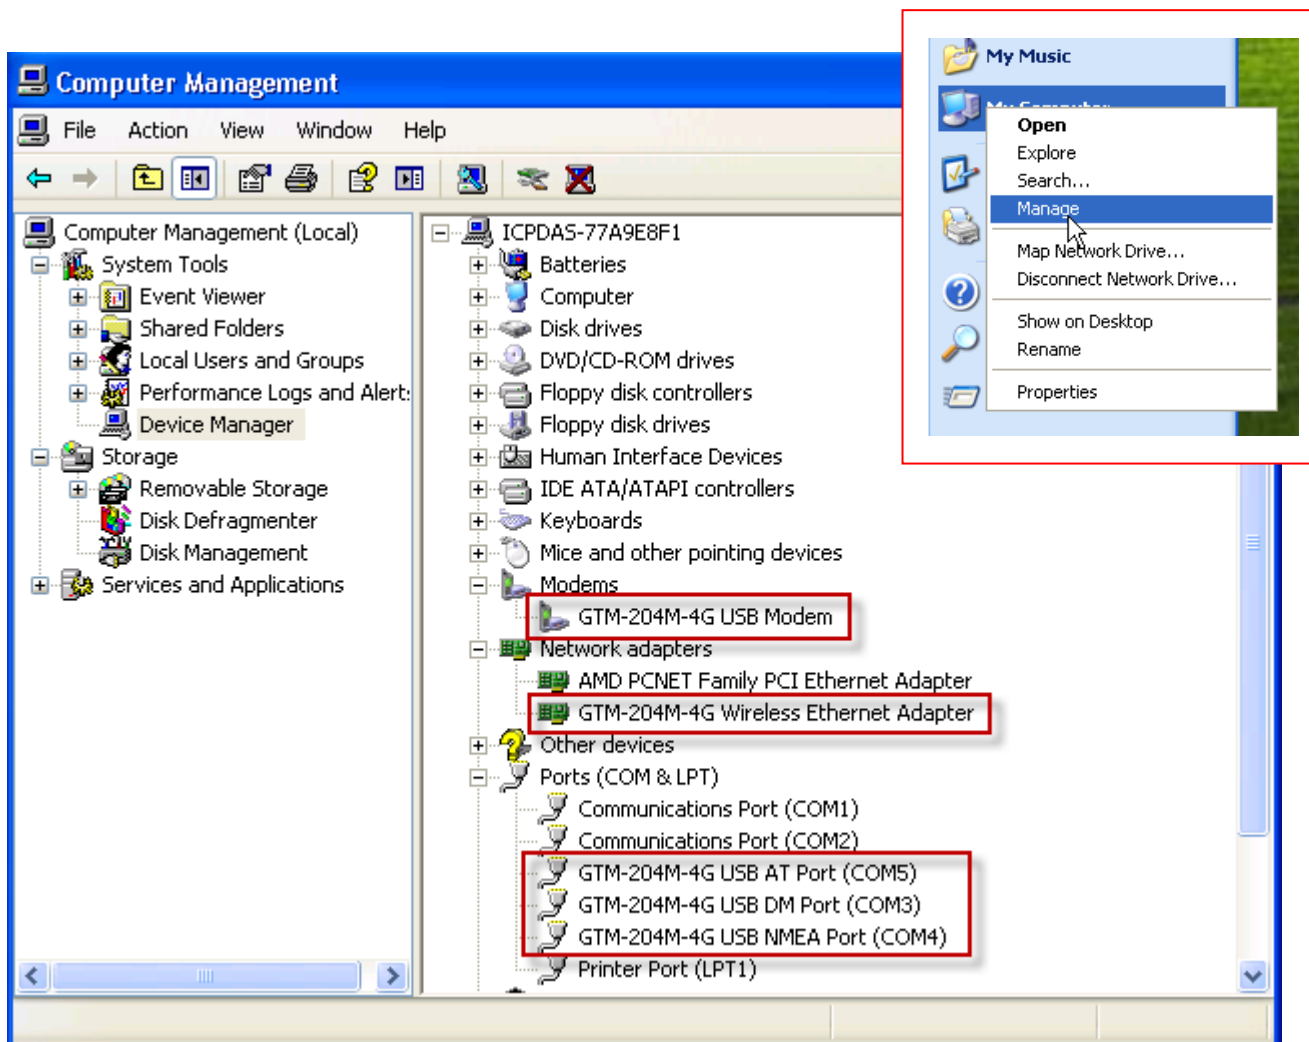 Computer Management
File Action View Window Help
Computer Management (Local)
System Tools
Event Viewer
Shared Folders
Local Users and Groups
Performance Logs and Alert
Device Manager
Storage
Removable Storage
Disk Defragmenter
Disk Management
Services and Applications
ICPDAS-77A9E8F1
Batteries
Computer
Disk drives
DVD/CD-ROM drives
Floppy disk controllers
Floppy disk drives
Human Interface Devices
IDE ATA/ATAPI controllers
Keyboards
Mice and other pointing devices
Modems
GTM-204M-4G USB Modem
Network adapters
AMD PCNET Family PCI Ethernet Adapter
GTM-204M-4G Wireless Ethernet Adapter
Other devices
Ports (COM & LPT)
Communications Port (COM1)
Communications Port (COM2)
GTM-204M-4G USB AT Port (COM5)
GTM-204M-4G USB DM Port (COM3)
GTM-204M-4G USB NMEA Port (COM4)
Printer Port (LPT1)
My Music
My Computer
Open
Explore
Search...
Manage
Map Network Drive...
Disconnect Network Drive...
Show on Desktop
Rename
Properties